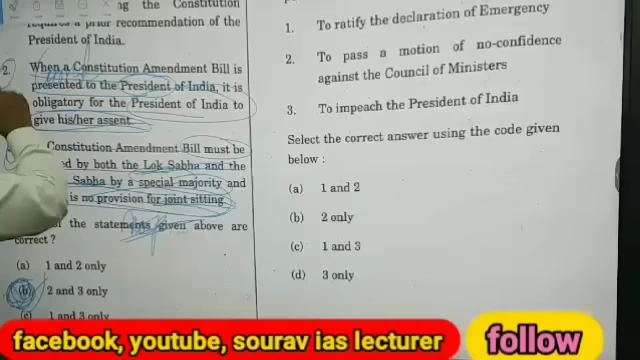 ng the Constitution
requires a prior recommendation of the
President of India.
2. When a Constitution Amendment Bill is
presented to the President of India, it is
obligatory for the President of India to
give his/her assent.
Constitution Amendment Bill must be
ed by both the Lok Sabha and the
Sabha by a special majority and
is no provision for joint sitting
the statements given above are
correct ?
(a) 1 and 2 only
(b) 2 and 3 only
(c) 1 and 3 only
1. To ratify the declaration of Emergency
2. To pass a motion of no-confidence
against the Council of Ministers
3. To impeach the President of India
Select the correct answer using the code given
below :
(a) 1 and 2
(b) 2 only
(c) 1 and 3
(d) 3 only
facebook, youtube, sourav ias lecturer
follow